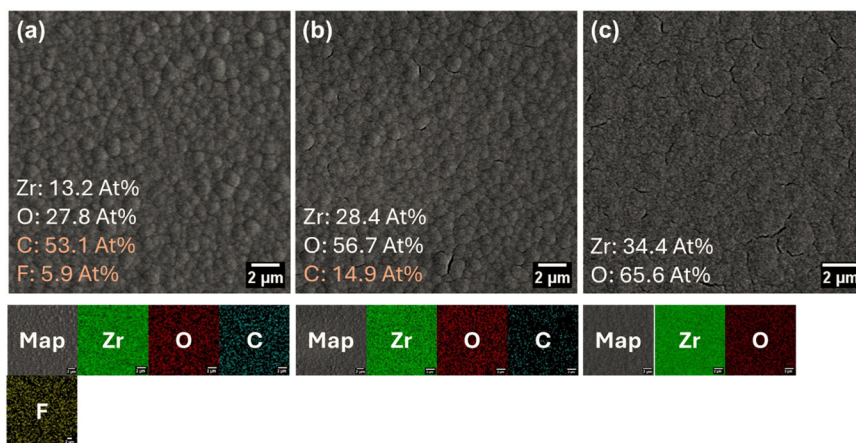 (a)
Zr: 13.2 At%
O: 27.8 At%
C: 53.1 At%
F: 5.9 At%
2 µm
(b)
Zr: 28.4 At%
O: 56.7 At%
C: 14.9 At%
2 µm
(c)
Zr: 34.4 At%
O: 65.6 At%
2 µm
Map Zr O C
Map Zr O C
Map Zr O
F